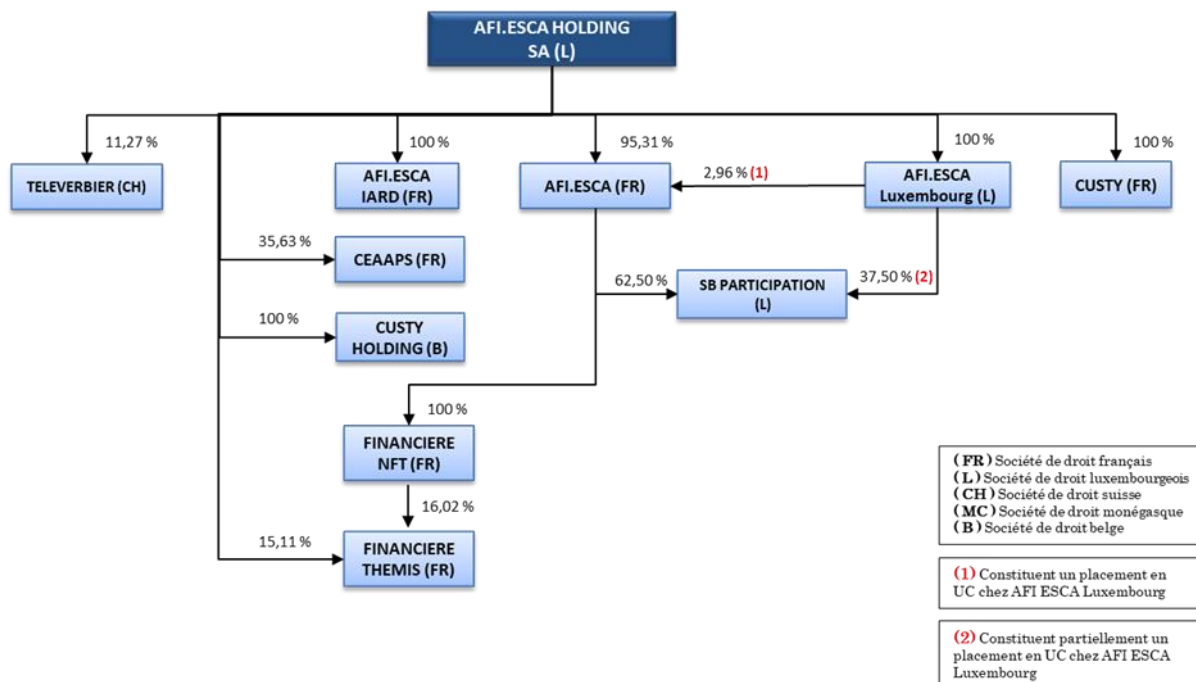 AFI.ESCA HOLDING
SA (L)
11,27 %
100 %
95,31 %
100 %
100 %
TELEVERBIER (CH)
AFI.ESCA
IARD (FR)
AFI.ESCA (FR)
2,96 % (1)
AFI.ESCA
Luxembourg (L)
CUSTY (FR)
35,63 %
CEAAPS (FR)
62,50 %
SB PARTICIPATION
(L)
37,50 % (2)
100 %
CUSTY
HOLDING (B)
100 %
FINANCIERE
NFT (FR)
16,02 %
15,11 %
FINANCIERE
THEMIS (FR)
(FR) Société de droit français
(L) Société de droit luxembourgeois
(CH) Société de droit suisse
(MC) Société de droit monégasque
(B) Société de droit belge
(1) Constituent un placement en
UC chez AFI ESCA Luxembourg
(2) Constituent partiellement un
placement en UC chez AFI ESCA
Luxembourg